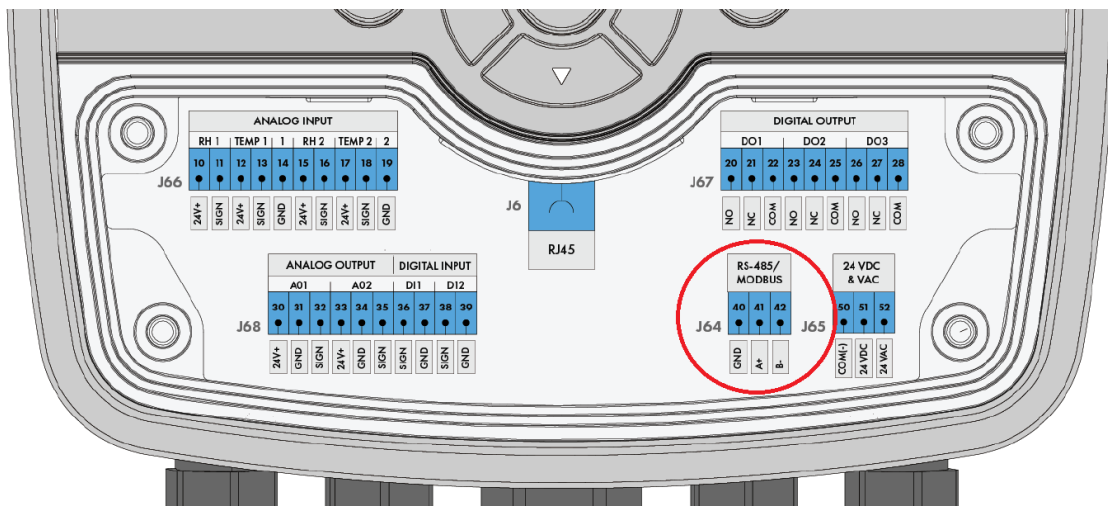 ANALOG INPUT
RH 1 TEMP 1 1 RH 2 TEMP 2 2
10 11 12 13 14 15 16 17 18 19
J66
24V+ SIGN 24V+ SIGN GND 24V+ SIGN 24V+ SIGN GND
J6
RJ45
DIGITAL OUTPUT
DO1 DO2 DO3
20 21 22 23 24 25 26 27 28
J67
NO NC COM NO NC COM NO NC COM
ANALOG OUTPUT DIGITAL INPUT
A01 A02 DI1 DI2
30 31 32 33 34 35 36 37 38 39
J68
24V+ GND SIGN 24V+ GND SIGN SIGN GND SIGN GND
RS-485/
MODBUS
40 41 42
J64
GND A+ B-
24 VDC
& VAC
J65
50 51 52
COM(-) 24 VDC 24 VAC